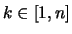 k ∈ [1, n]